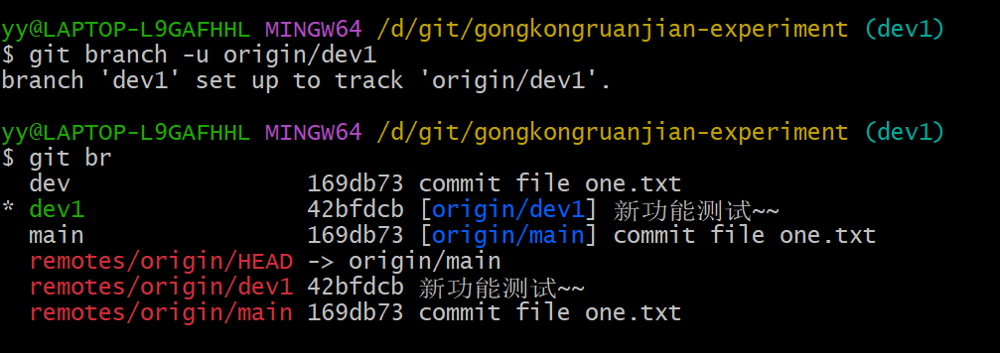 yy@LAPTOP-L9GAFHHL MINGW64 /d/git/gongkongruanjian-experiment (dev1)
$ git branch -u origin/dev1
branch 'dev1' set up to track 'origin/dev1'.
yy@LAPTOP-L9GAFHHL MINGW64 /d/git/gongkongruanjian-experiment (dev1)
$ git br
dev 169db73 commit file one.txt
* dev1 42bfdcb [origin/dev1] 新功能测试~~
main 169db73 [origin/main] commit file one.txt
remotes/origin/HEAD -> origin/main
remotes/origin/dev1 42bfdcb 新功能测试~~
remotes/origin/main 169db73 commit file one.txt